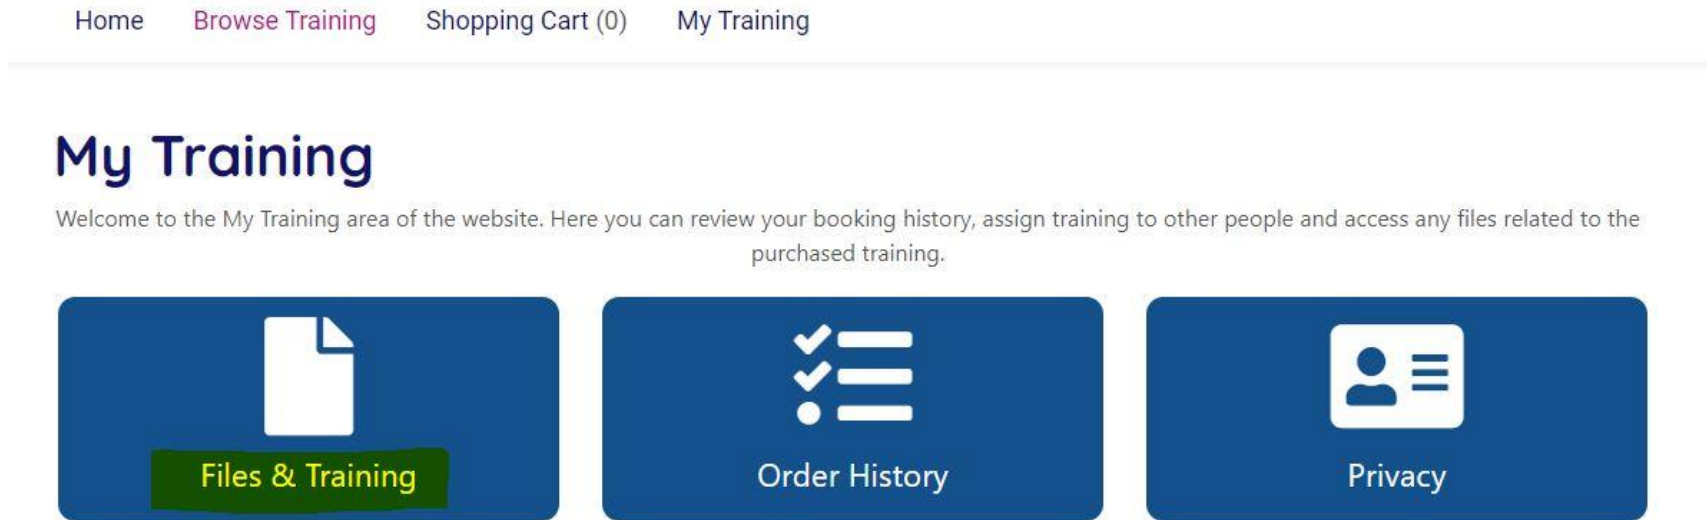 Home Browse Training Shopping Cart (0) My Training
My Training
Welcome to the My Training area of the website. Here you can review your booking history, assign training to other people and access any files related to the
purchased training.
Files & Training Order History Privacy